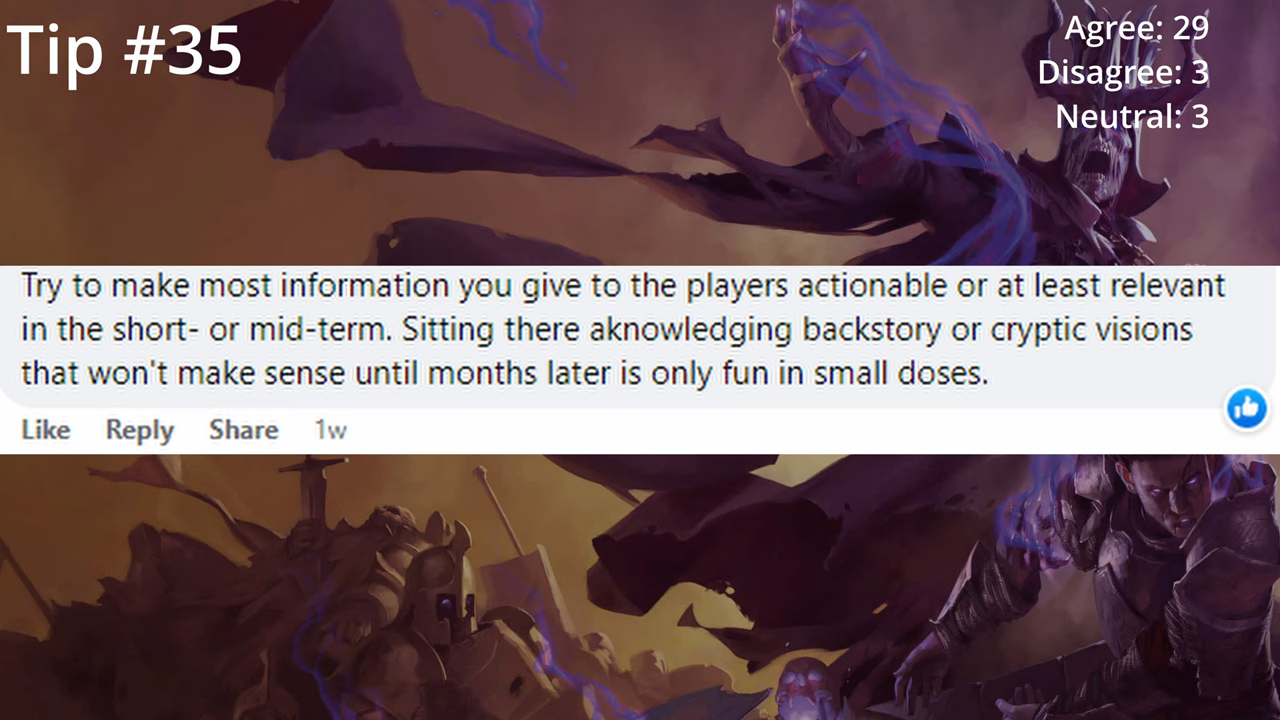 Tip #35
Agree: 29
Disagree: 3
Neutral: 3
Try to make most information you give to the players actionable or at least relevant
in the short- or mid-term. Sitting there aknowledging backstory or cryptic visions
that won't make sense until months later is only fun in small doses.
Like Reply Share 1w